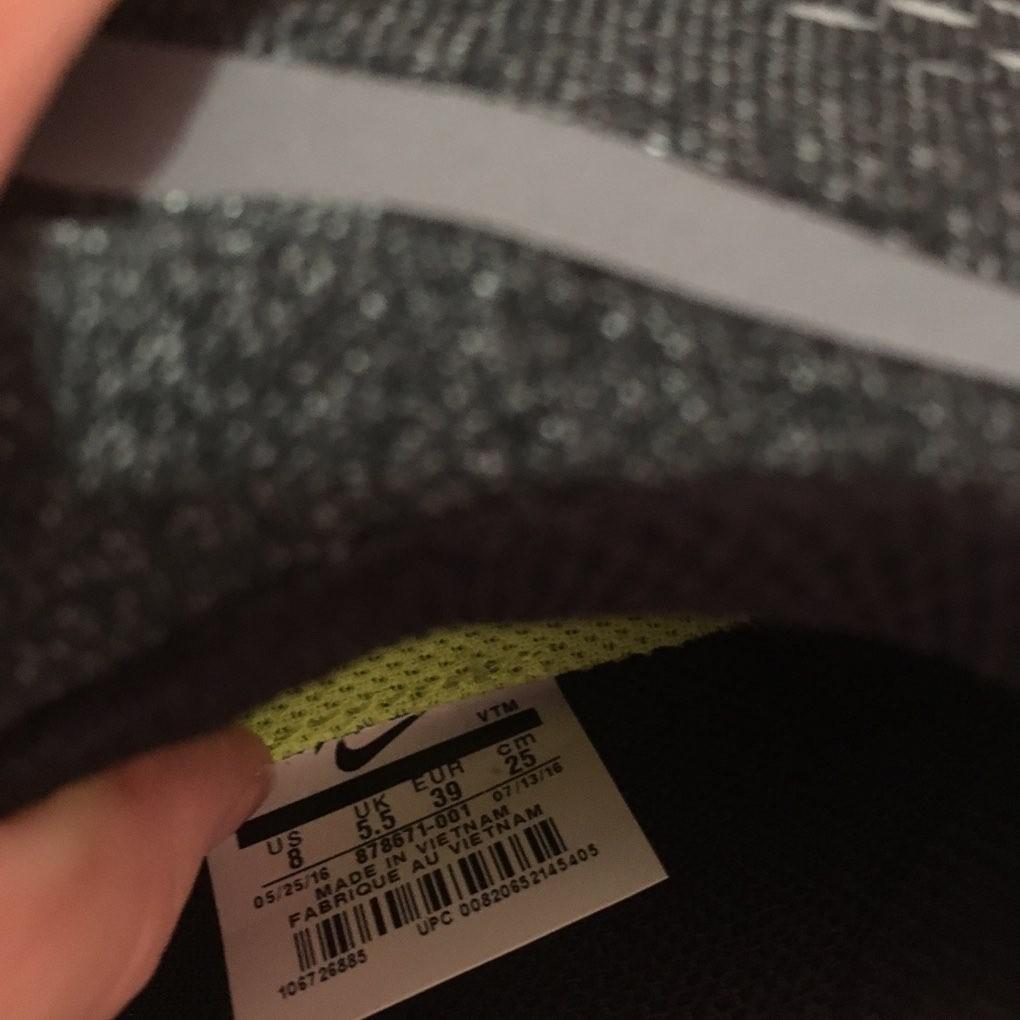 VTM
US UK EUR cm
8 5.5 39 25
05/25/16 878671-001 07/13/16
MADE IN VIETNAM
FABRIQUE AU VIETNAM
UPC 00820652145405
106726885